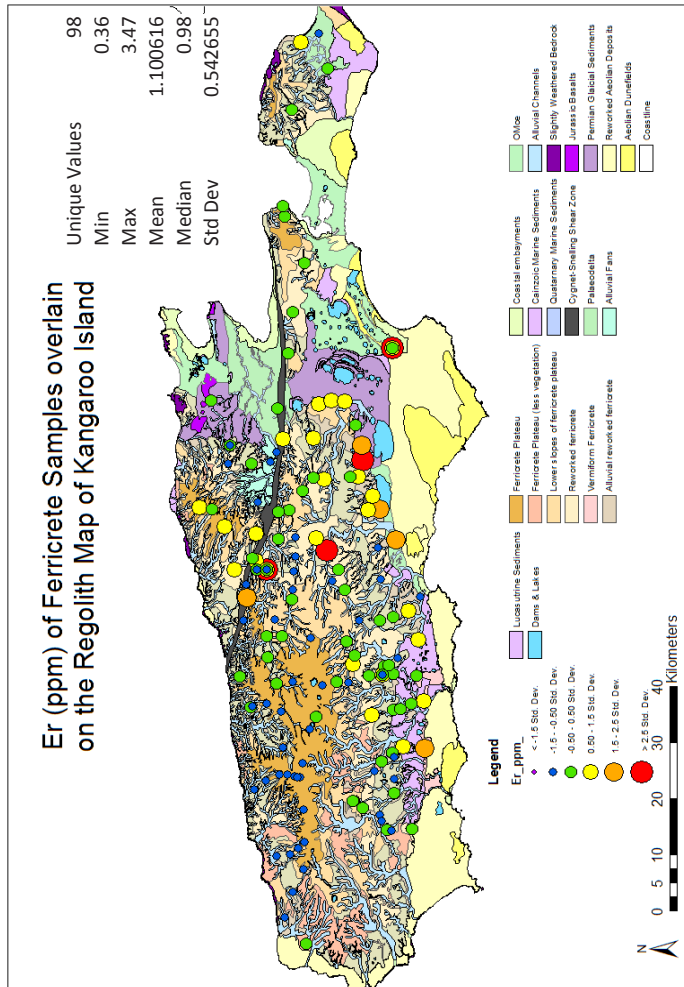 Er (ppm) of Ferricrete Samples overlain
on the Regolith Map of Kangaroo Island
Unique Values 98
Min 0.36
Max 3.47
Mean 1.100616
Median 0.98
Std Dev 0.542655
Legend
Er_ppm_
< -1.5 Std. Dev.
-1.5 - -0.50 Std. Dev.
-0.50 - 0.50 Std. Dev.
0.50 - 1.5 Std. Dev.
1.5 - 2.5 Std. Dev.
> 2.5 Std. Dev.
Lucasutrine Sediments
Dams & Lakes
Ferricrete Plateau
Ferricrete Plateau (less vegetation)
Lower slopes of ferricrete plateau
Reworked ferricrete
Vermiform Ferricrete
Alluvial reworked ferricrete
Coastal embayments
Cainzoic Marine Sediments
Quatarnary Marine Sediments
Cygnet-Snelling Shear Zone
Palaeodelta
Alluvial Fans
OMce
Alluvial Channels
Slightly Weathered Bedrock
Jurassic Basalts
Permian Glaicial Sediments
Reworked Aeolian Deposits
Aeolian Dunefields
Coastline
N
0 5 10 20 30 40
Kilometers